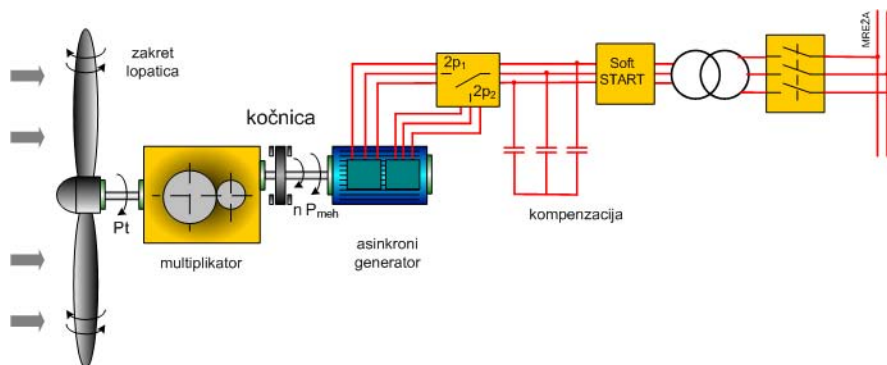 zakret
lopatica
Pt
multiplikator
kočnica
n Pmeh
asinkroni
generator
2p1
2p2
kompenzacija
Soft
START
MREŽA